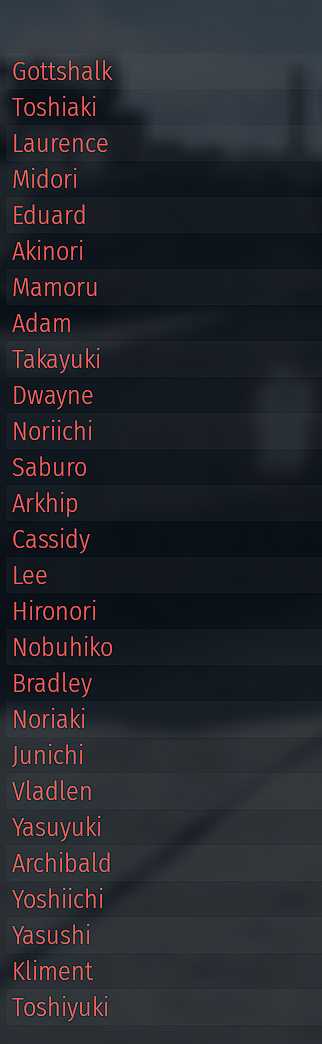 Gottshalk
Toshiaki
Laurence
Midori
Eduard
Akinori
Mamoru
Adam
Takayuki
Dwayne
Noriichi
Saburo
Arkhip
Cassidy
Lee
Hironori
Nobuhiko
Bradley
Noriaki
Junichi
Vladlen
Yasuyuki
Archibald
Yoshiichi
Yasushi
Kliment
Toshiyuki